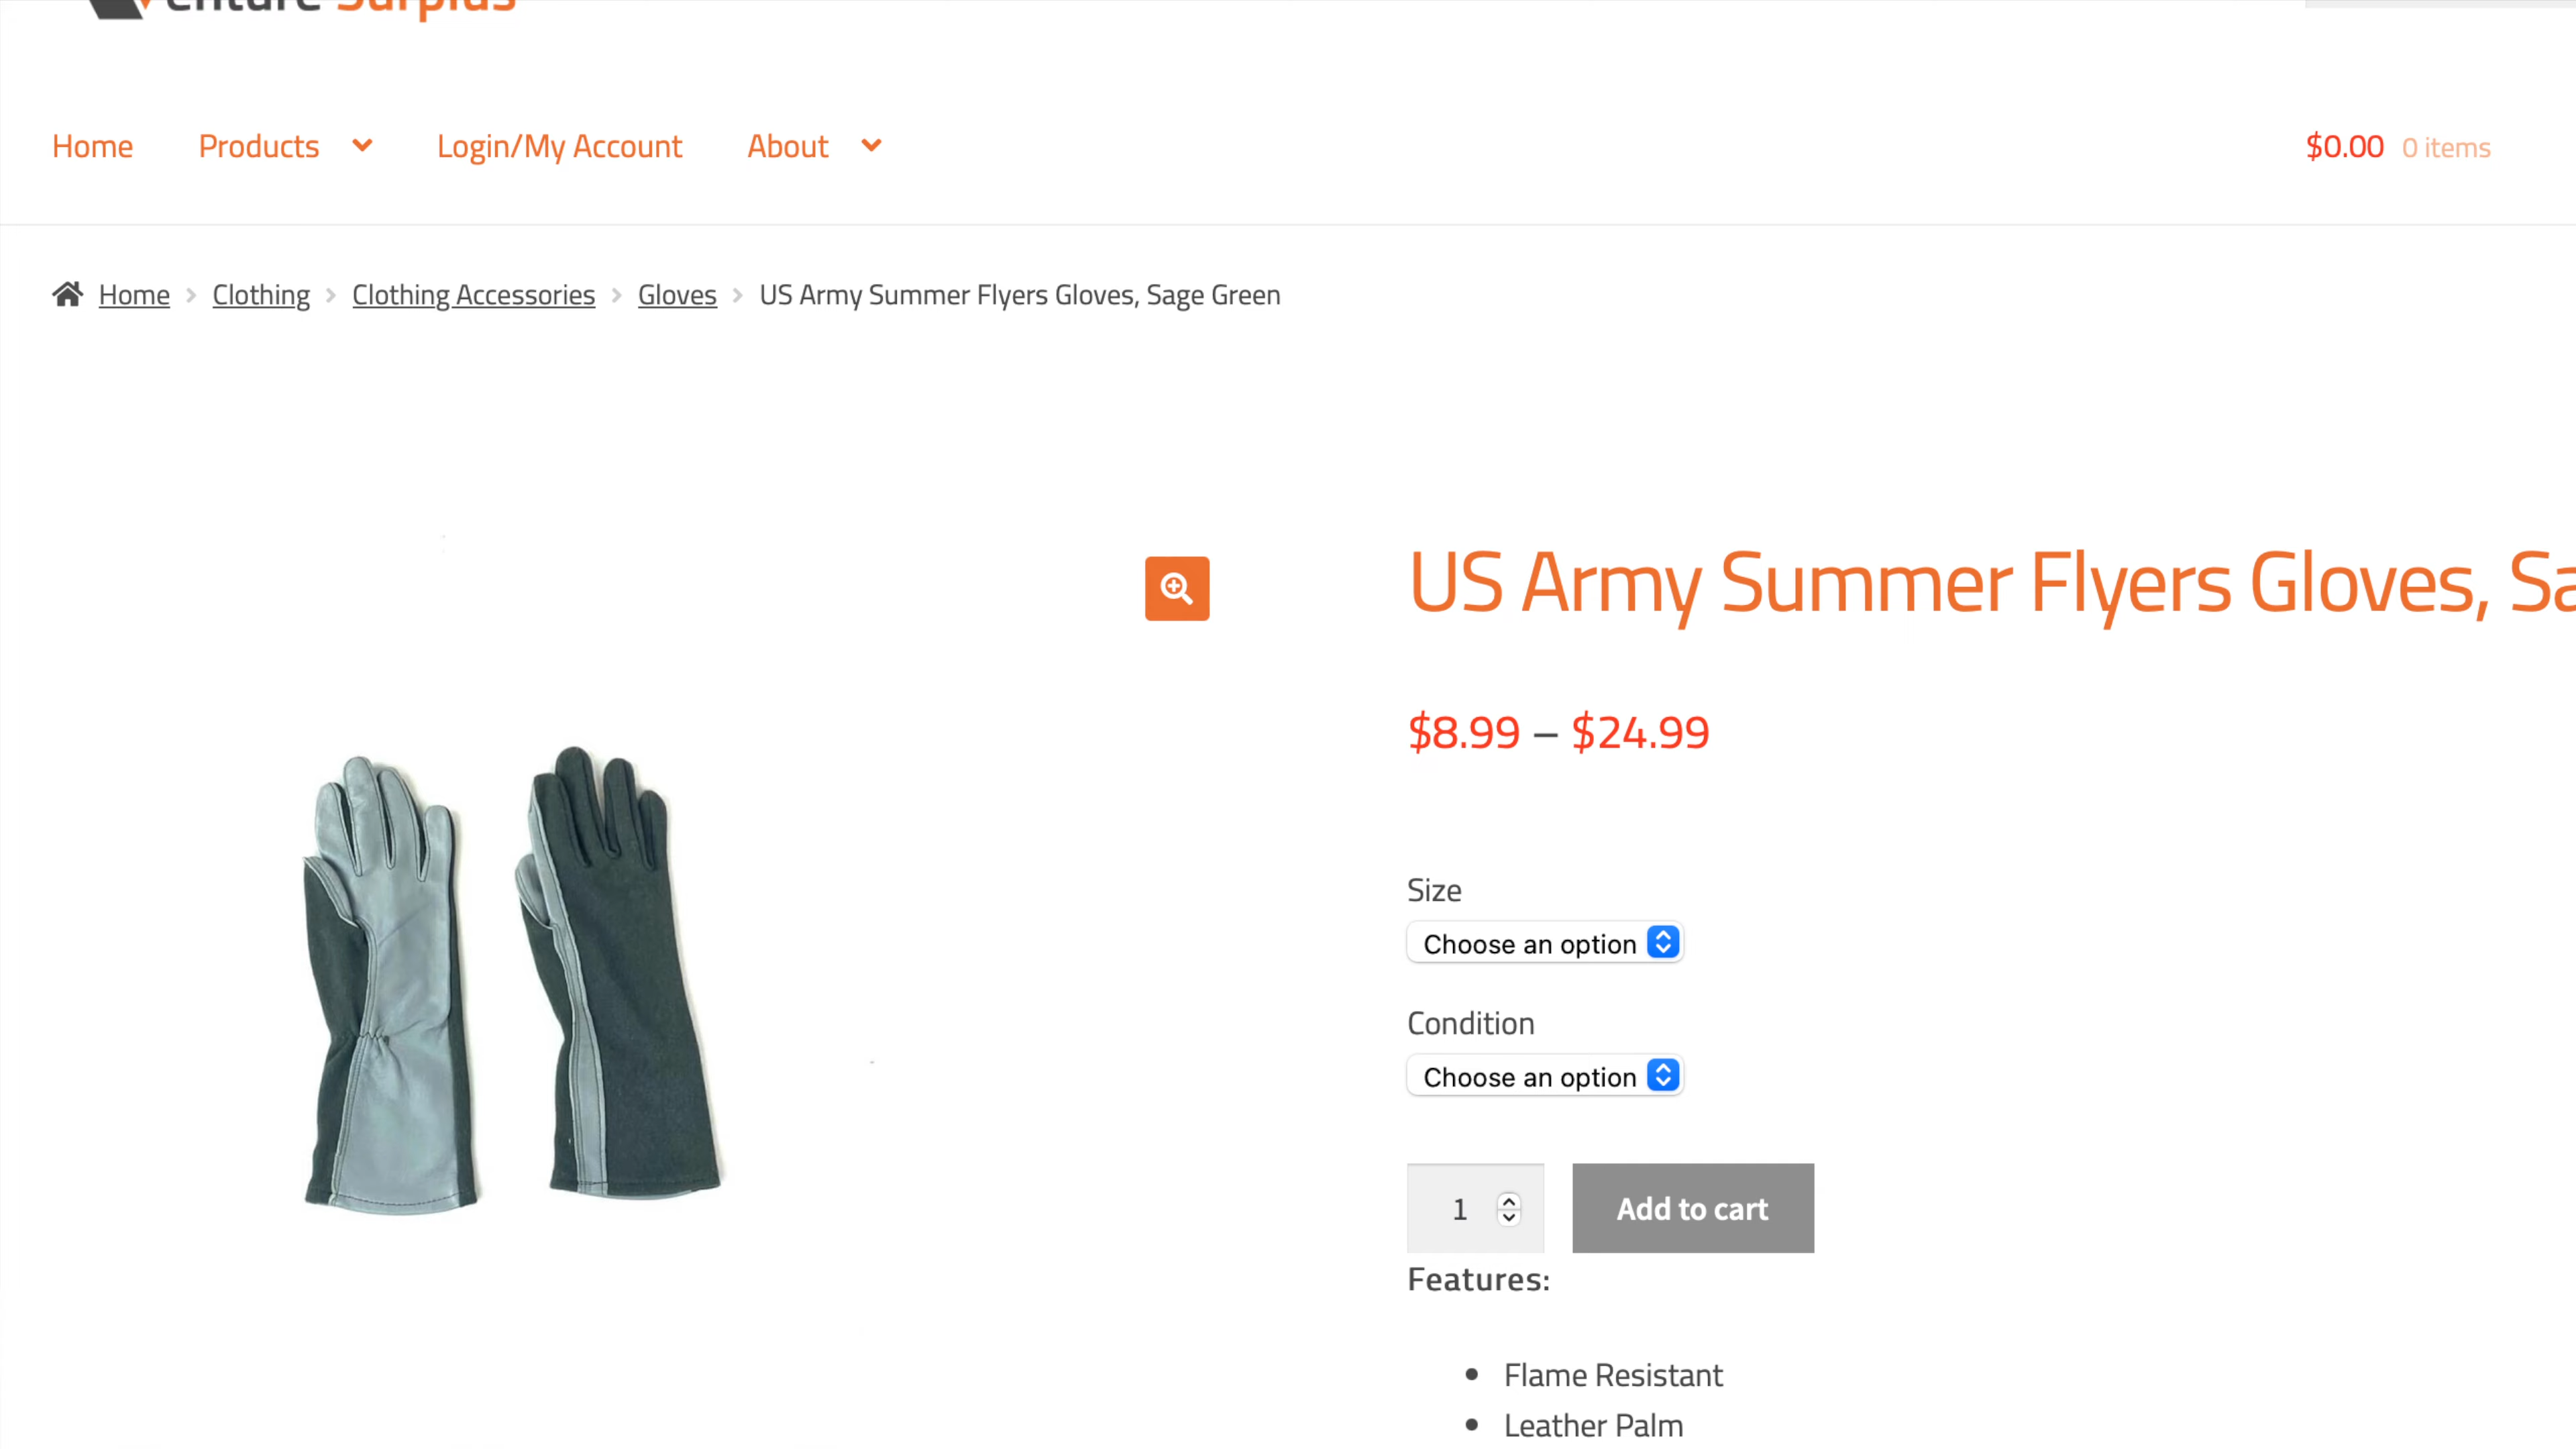 Surplus
Home Products Login/My Account About $0.00 0 items
Home > Clothing > Clothing Accessories > Gloves > US Army Summer Flyers Gloves, Sage Green
US Army Summer Flyers Gloves,
$8.99 – $24.99
Size
Choose an option
Condition
Choose an option
1 Add to cart
Features:
• Flame Resistant
• Leather Palm